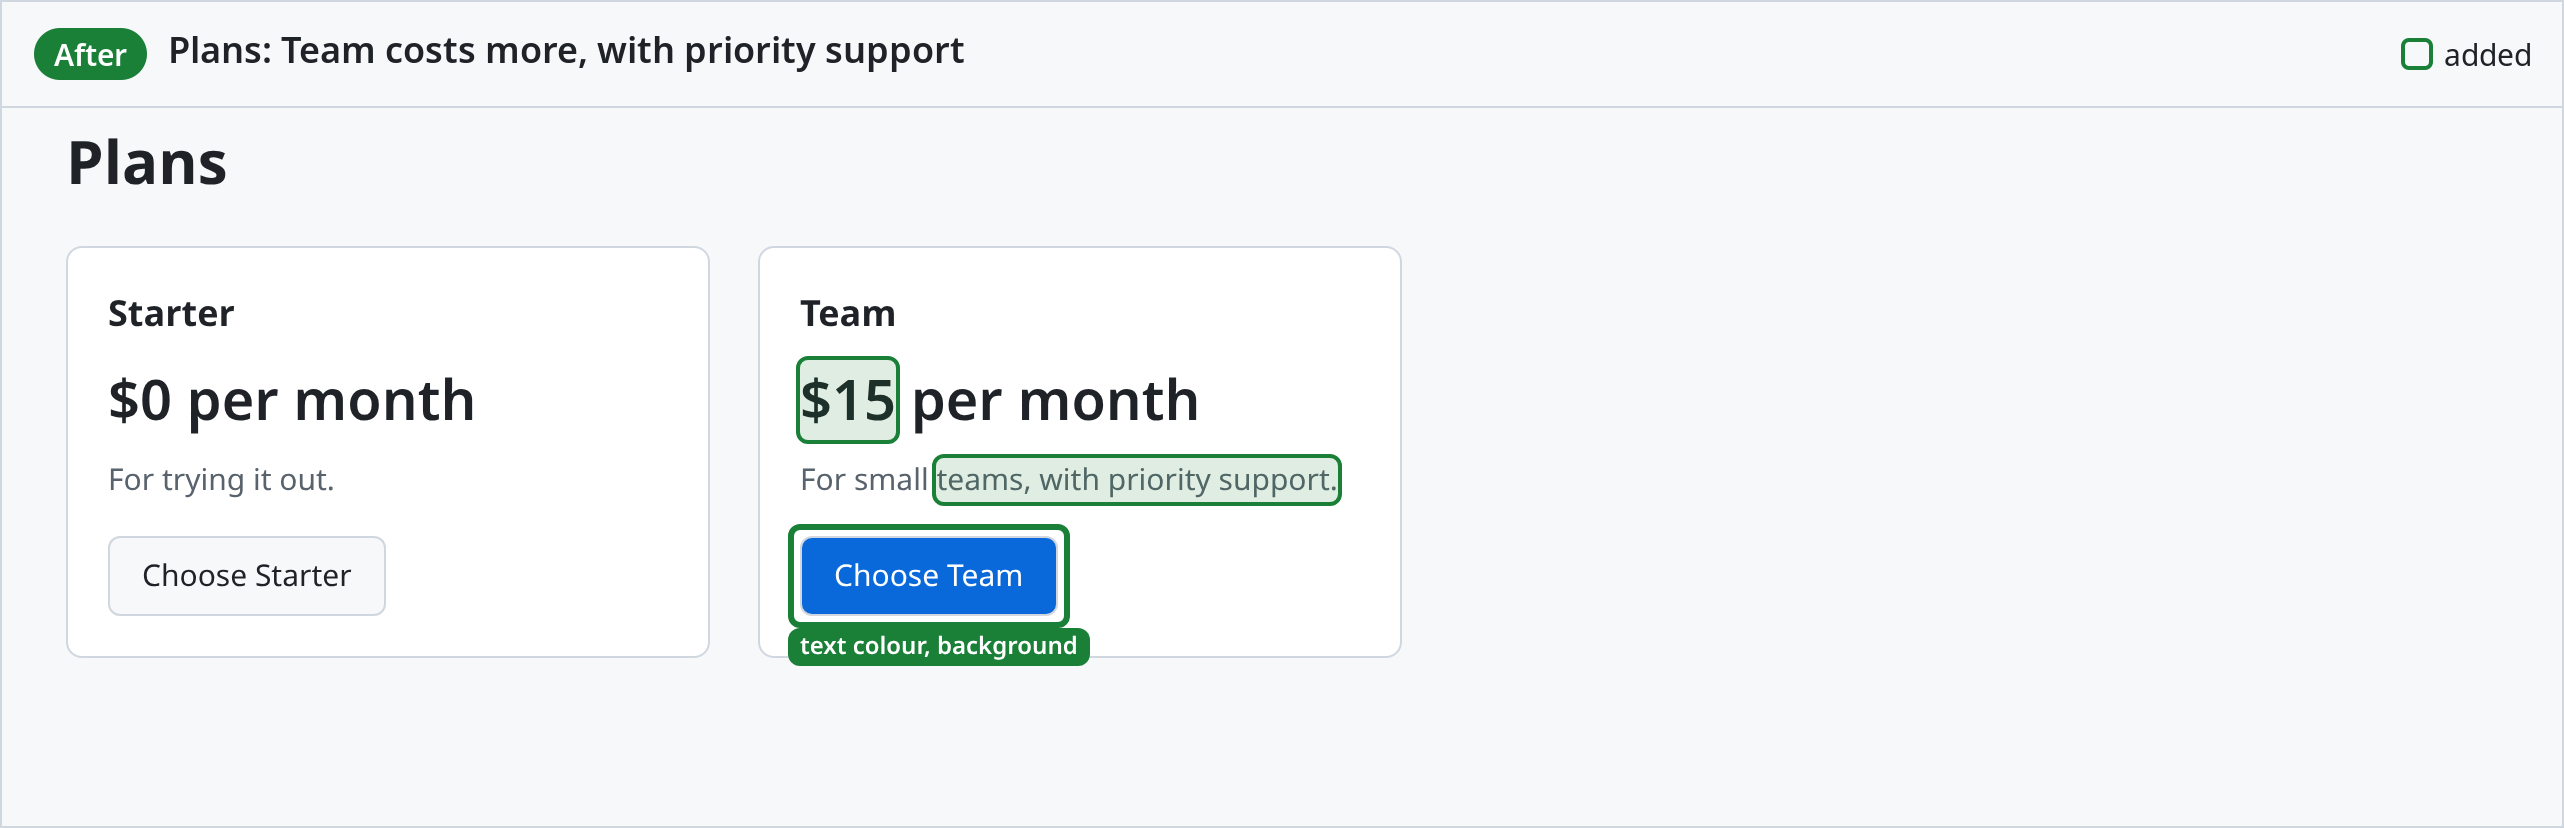 After Plans: Team costs more, with priority support
added
Plans
Starter
$0 per month
For trying it out.
Choose Starter
Team
$15 per month
For small teams, with priority support.
Choose Team
text colour, background